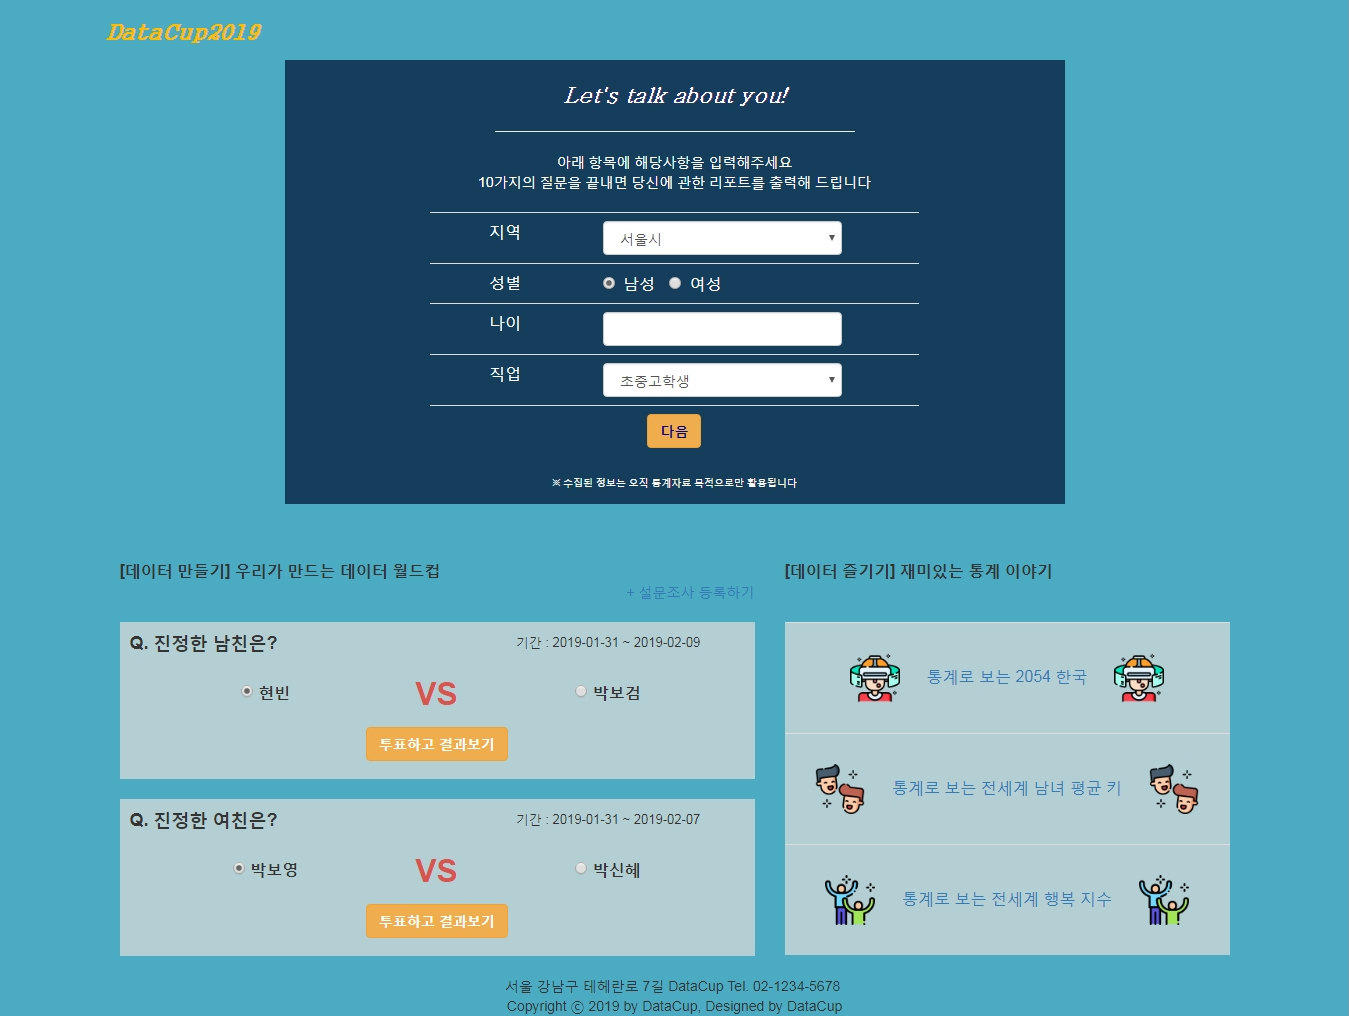 DataCup2019
Let's talk about you!
아래 항목에 해당사항을 입력해주세요
10가지의 질문을 끝내면 당신에 관한 리포트를 출력해 드립니다
지역 서울시
성별 남성 여성
나이
직업 초중고학생
다음
※ 수집된 정보는 오직 통계자료 목적으로만 활용됩니다
[데이터 만들기] 우리가 만드는 데이터 월드컵
+ 설문조사 등록하기
Q. 진정한 남친은? 기간 : 2019-01-31 ~ 2019-02-09
현빈 VS 박보검
투표하고 결과보기
Q. 진정한 여친은? 기간 : 2019-01-31 ~ 2019-02-07
박보영 VS 박신혜
투표하고 결과보기
[데이터 즐기기] 재미있는 통계 이야기
통계로 보는 2054 한국
통계로 보는 전세계 남녀 평균 키
통계로 보는 전세계 행복 지수
서울 강남구 테헤란로 7길 DataCup Tel. 02-1234-5678
Copyright ⓒ 2019 by DataCup, Designed by DataCup